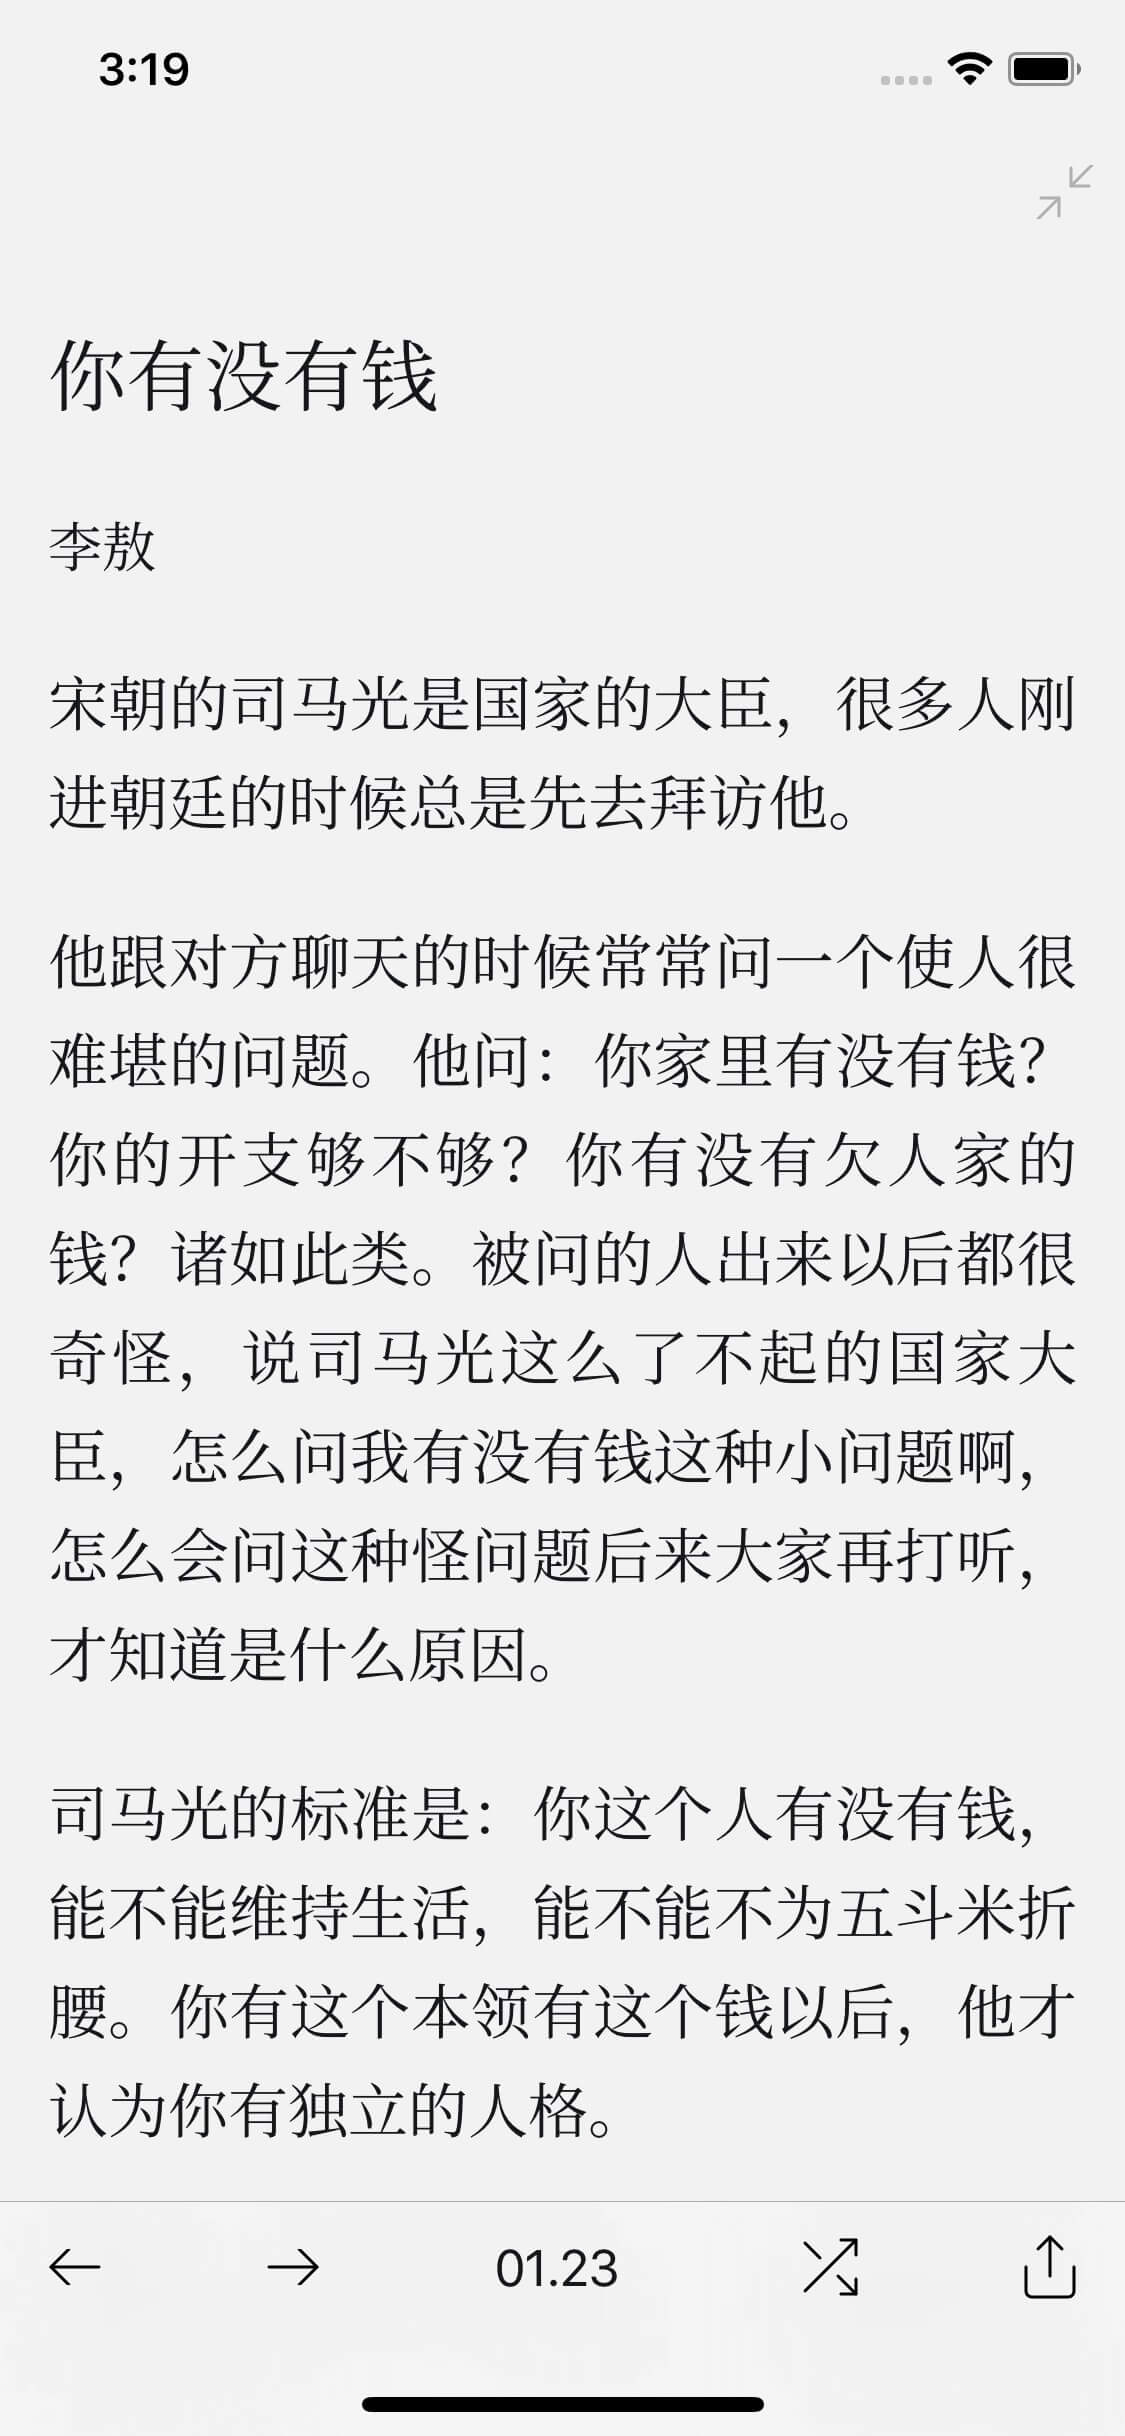 3:19
你有没有钱
李敖
宋朝的司马光是国家的大臣，很多人刚
进朝廷的时候总是先去拜访他。
他跟对方聊天的时候常常问一个使人很
难堪的问题。他问：你家里有没有钱？
你的开支够不够？你有没有欠人家的
钱？诸如此类。被问的人出来以后都很
奇怪，说司马光这么了不起的国家大
臣，怎么问我有没有钱这种小问题啊，
怎么会问这种怪问题后来大家再打听，
才知道是什么原因。
司马光的标准是：你这个人有没有钱，
能不能维持生活，能不能不为五斗米折
腰。你有这个本领有这个钱以后，他才
认为你有独立的人格。
01.23